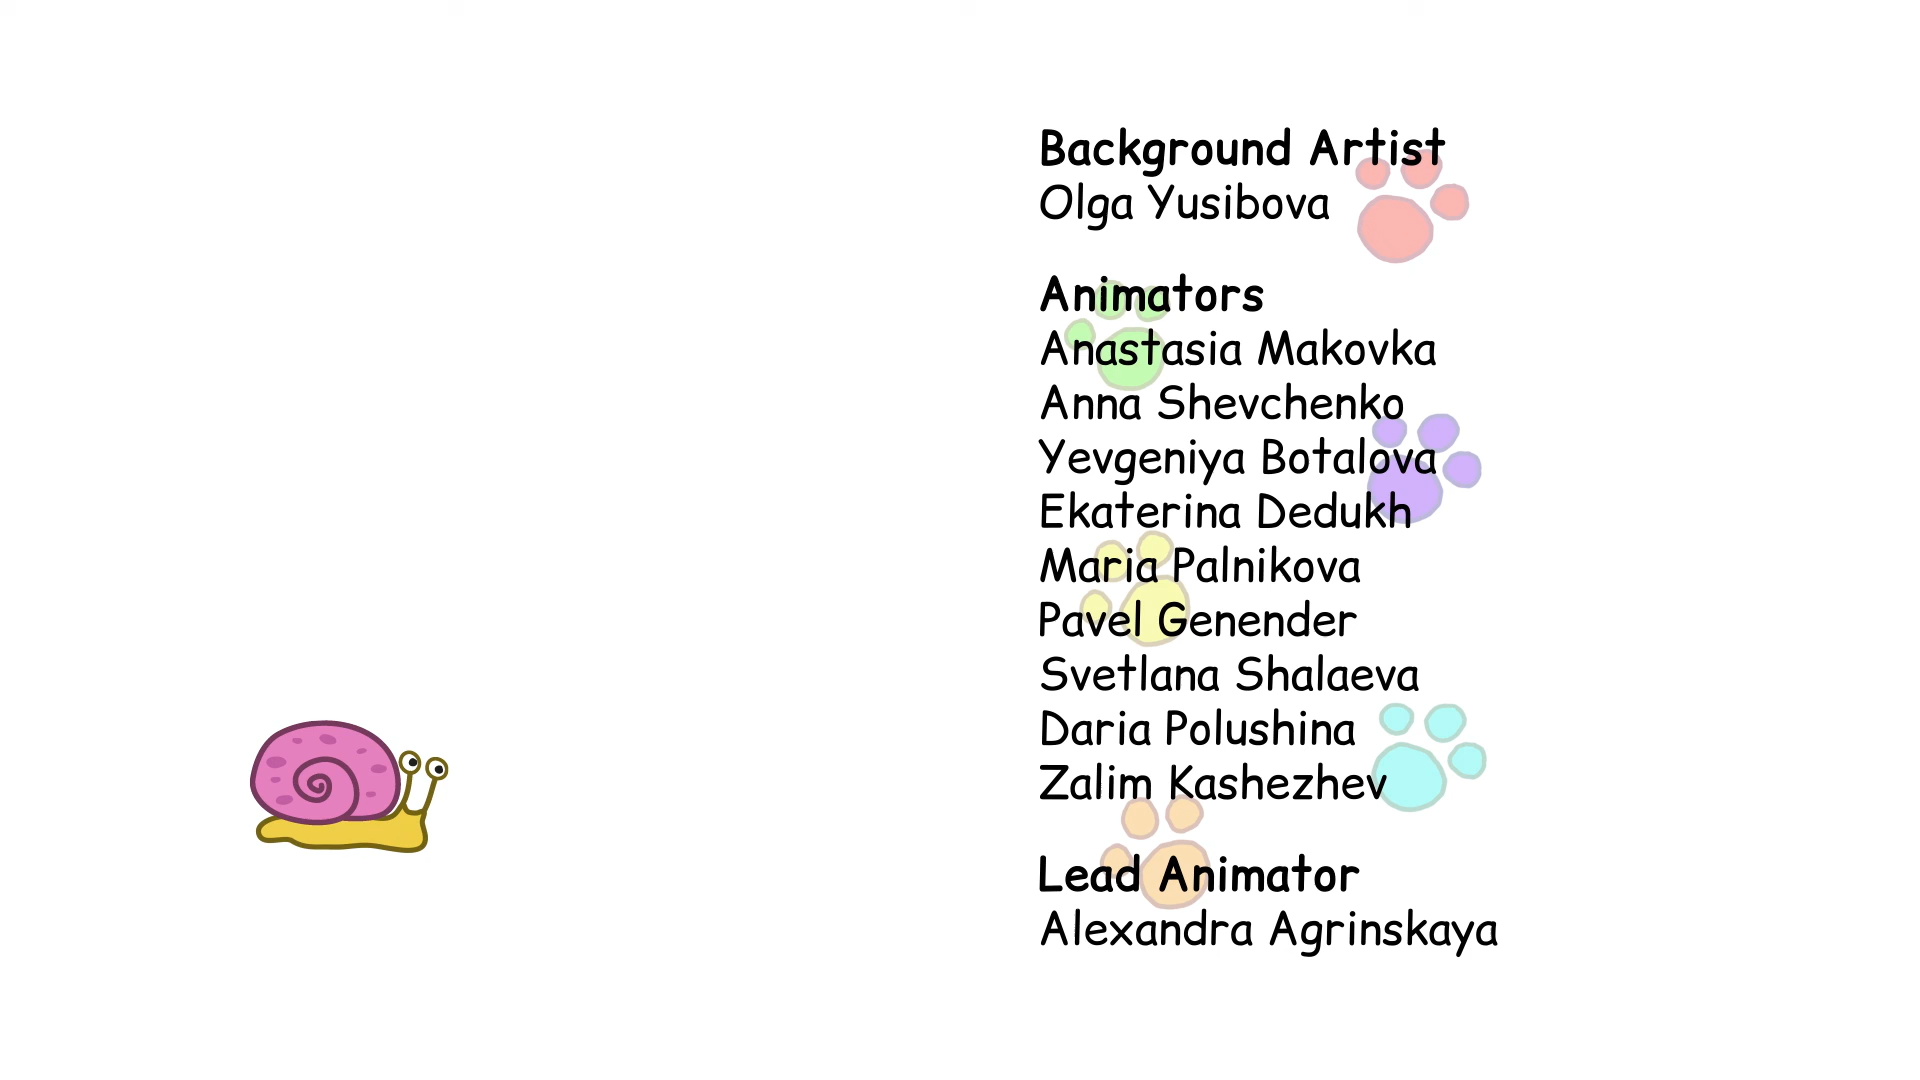 Background Artist
Olga Yusibova
Animators
Anastasia Makovka
Anna Shevchenko
Yevgeniya Botalova
Ekaterina Dedukh
Maria Palnikova
Pavel Genender
Svetlana Shalaeva
Daria Polushina
Zalim Kashezhev
Lead Animator
Alexandra Agrinskaya